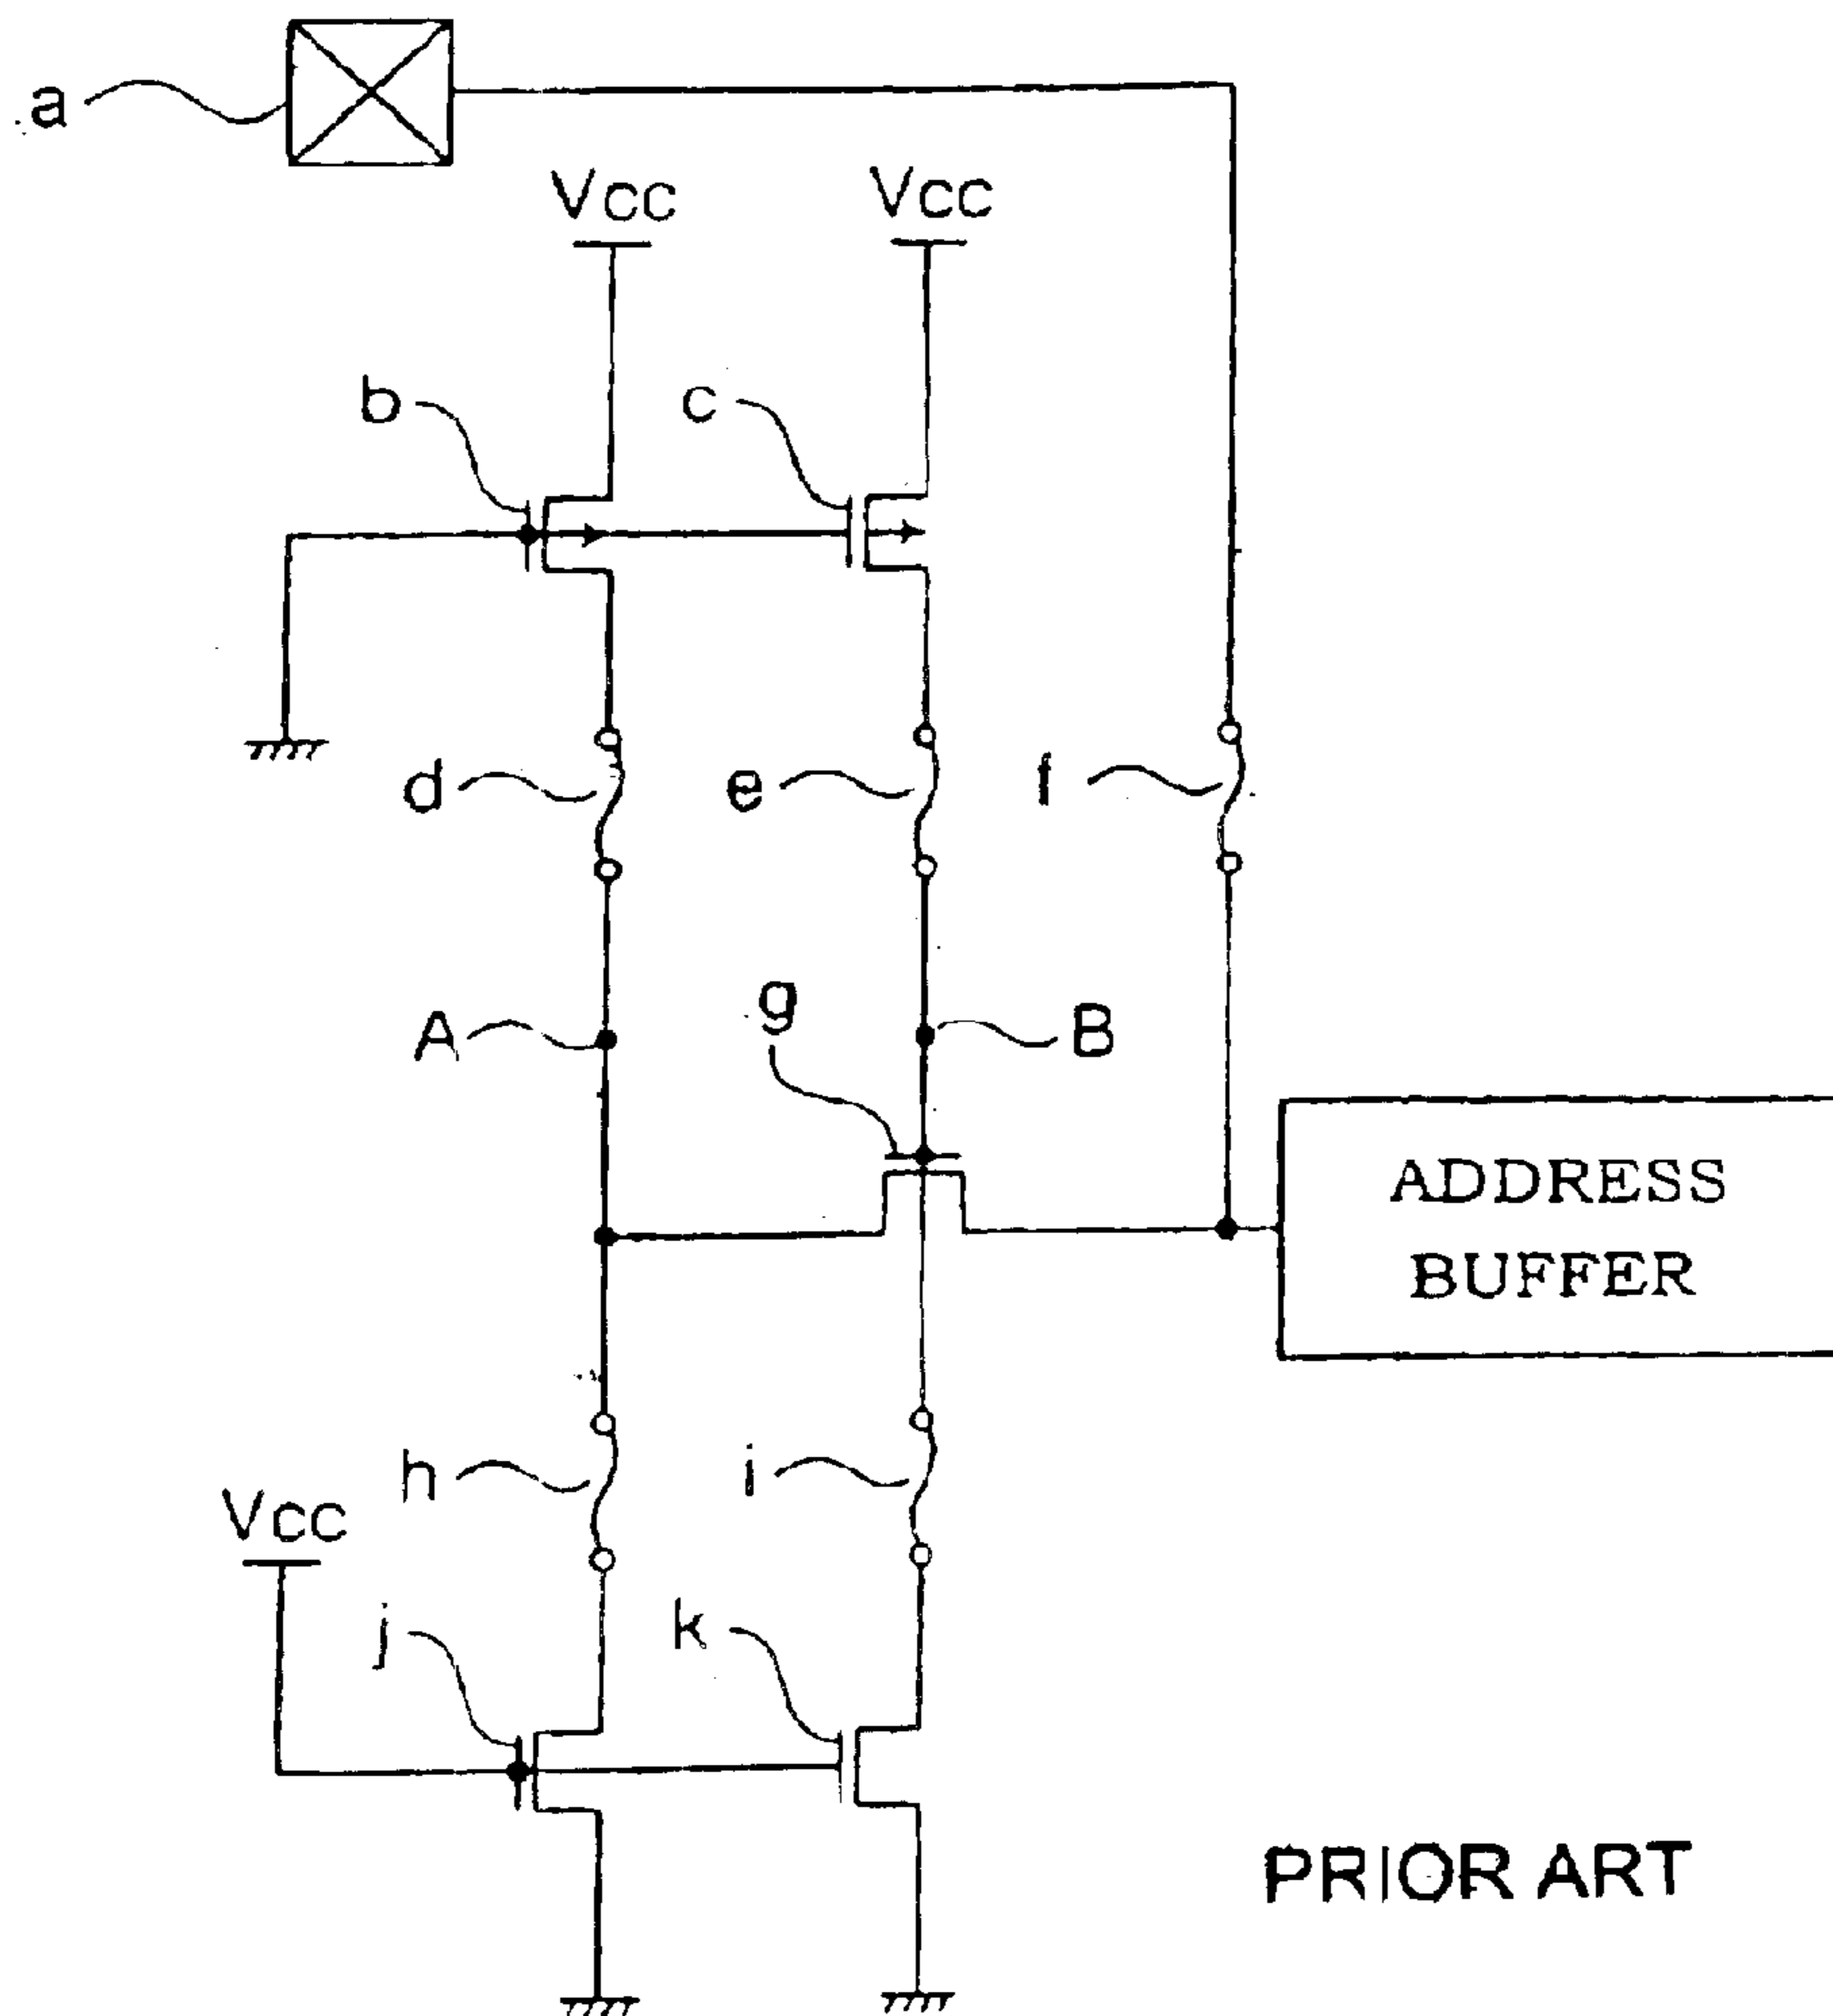 a
Vcc Vcc
b c
d e f
g
A B
ADDRESS
BUFFER
h i
Vcc
j k
PRIOR ART